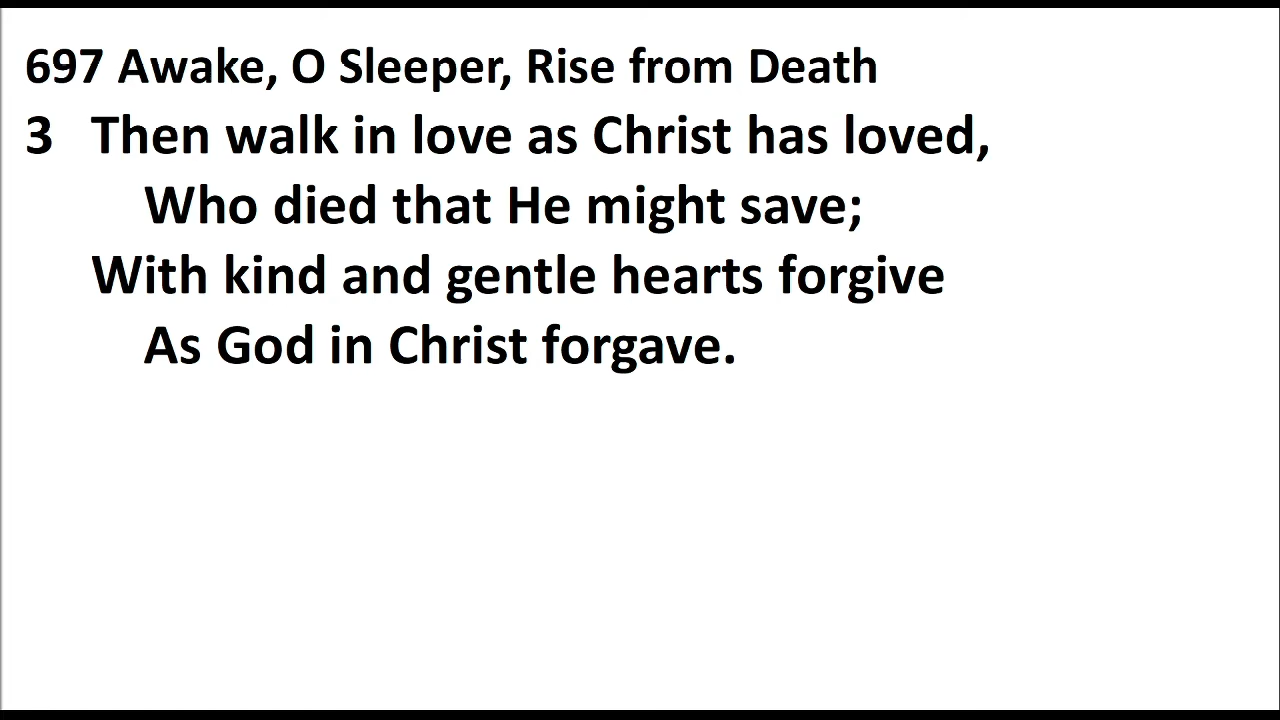 697 Awake, O Sleeper, Rise from Death
3 Then walk in love as Christ has loved,
Who died that He might save;
With kind and gentle hearts forgive
As God in Christ forgave.